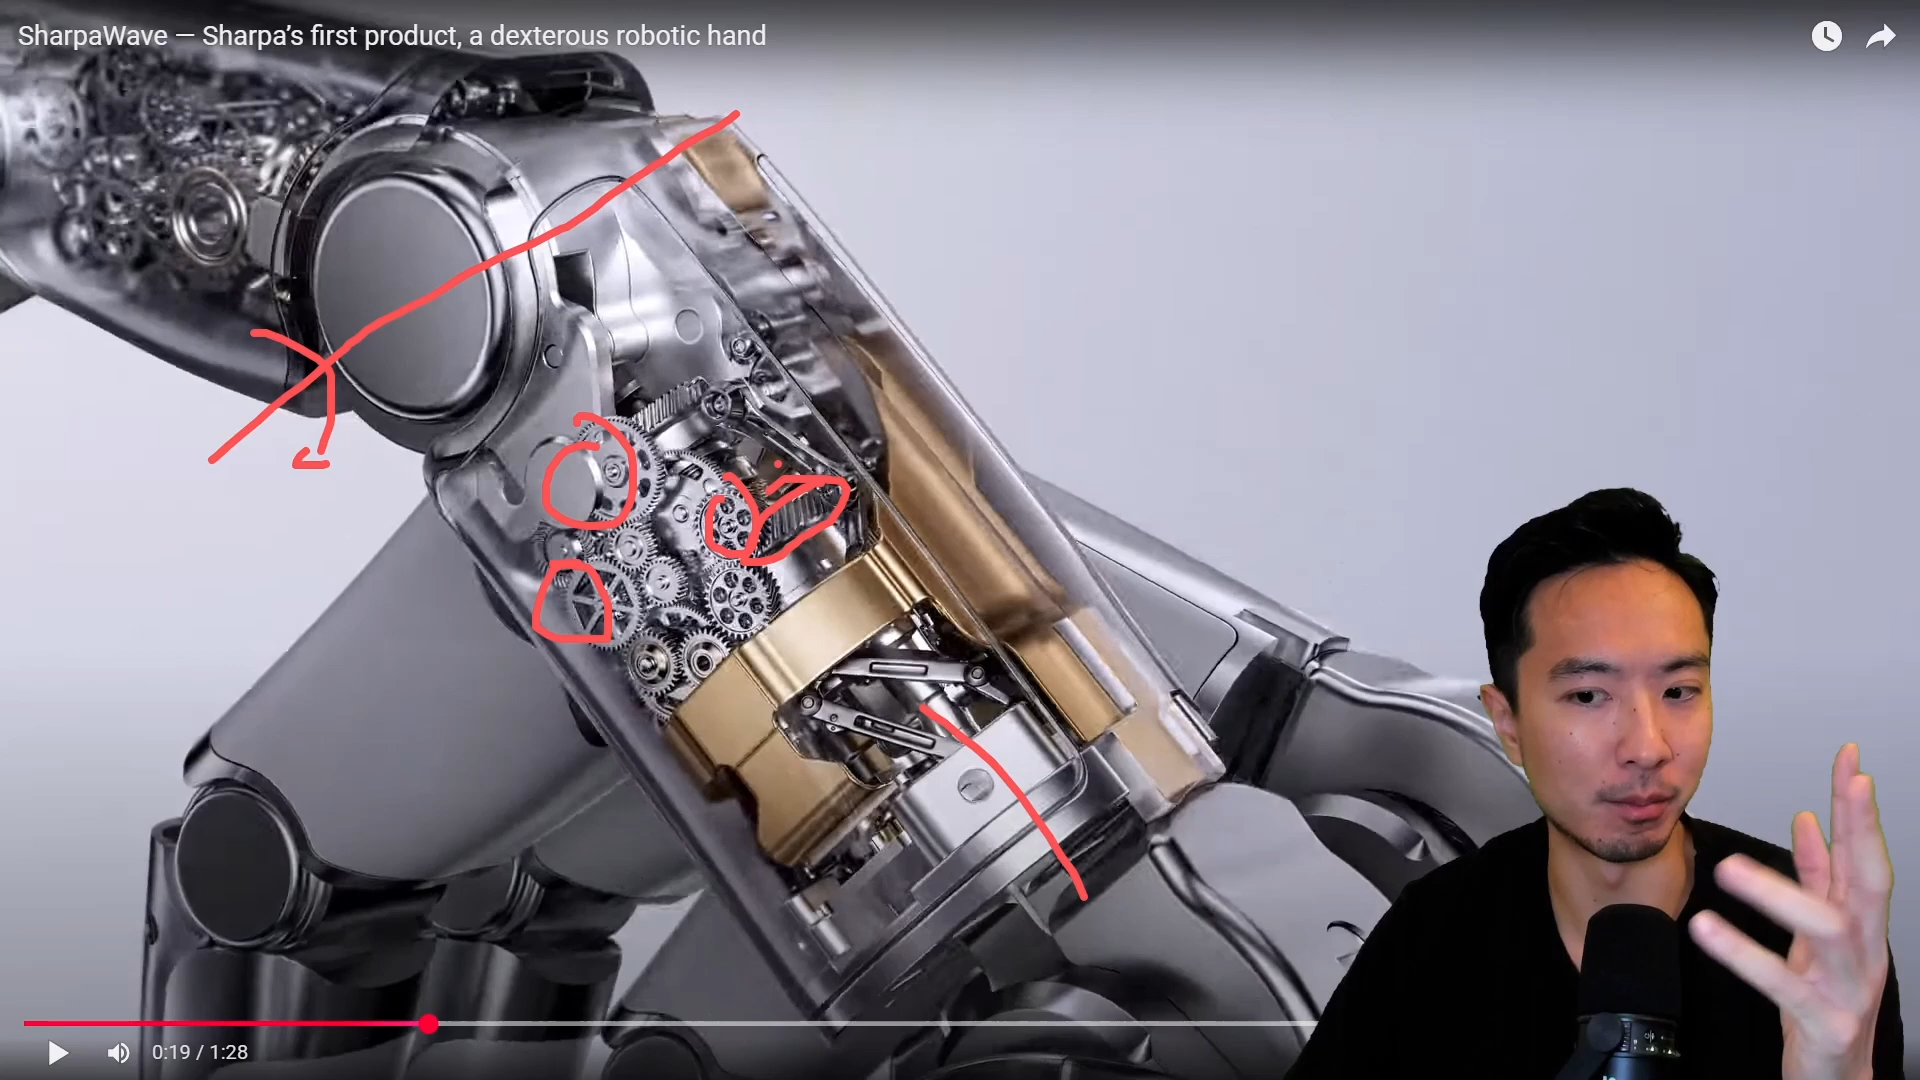 SharpaWave — Sharpa’s first product, a dexterous robotic hand
0:19 / 1:28